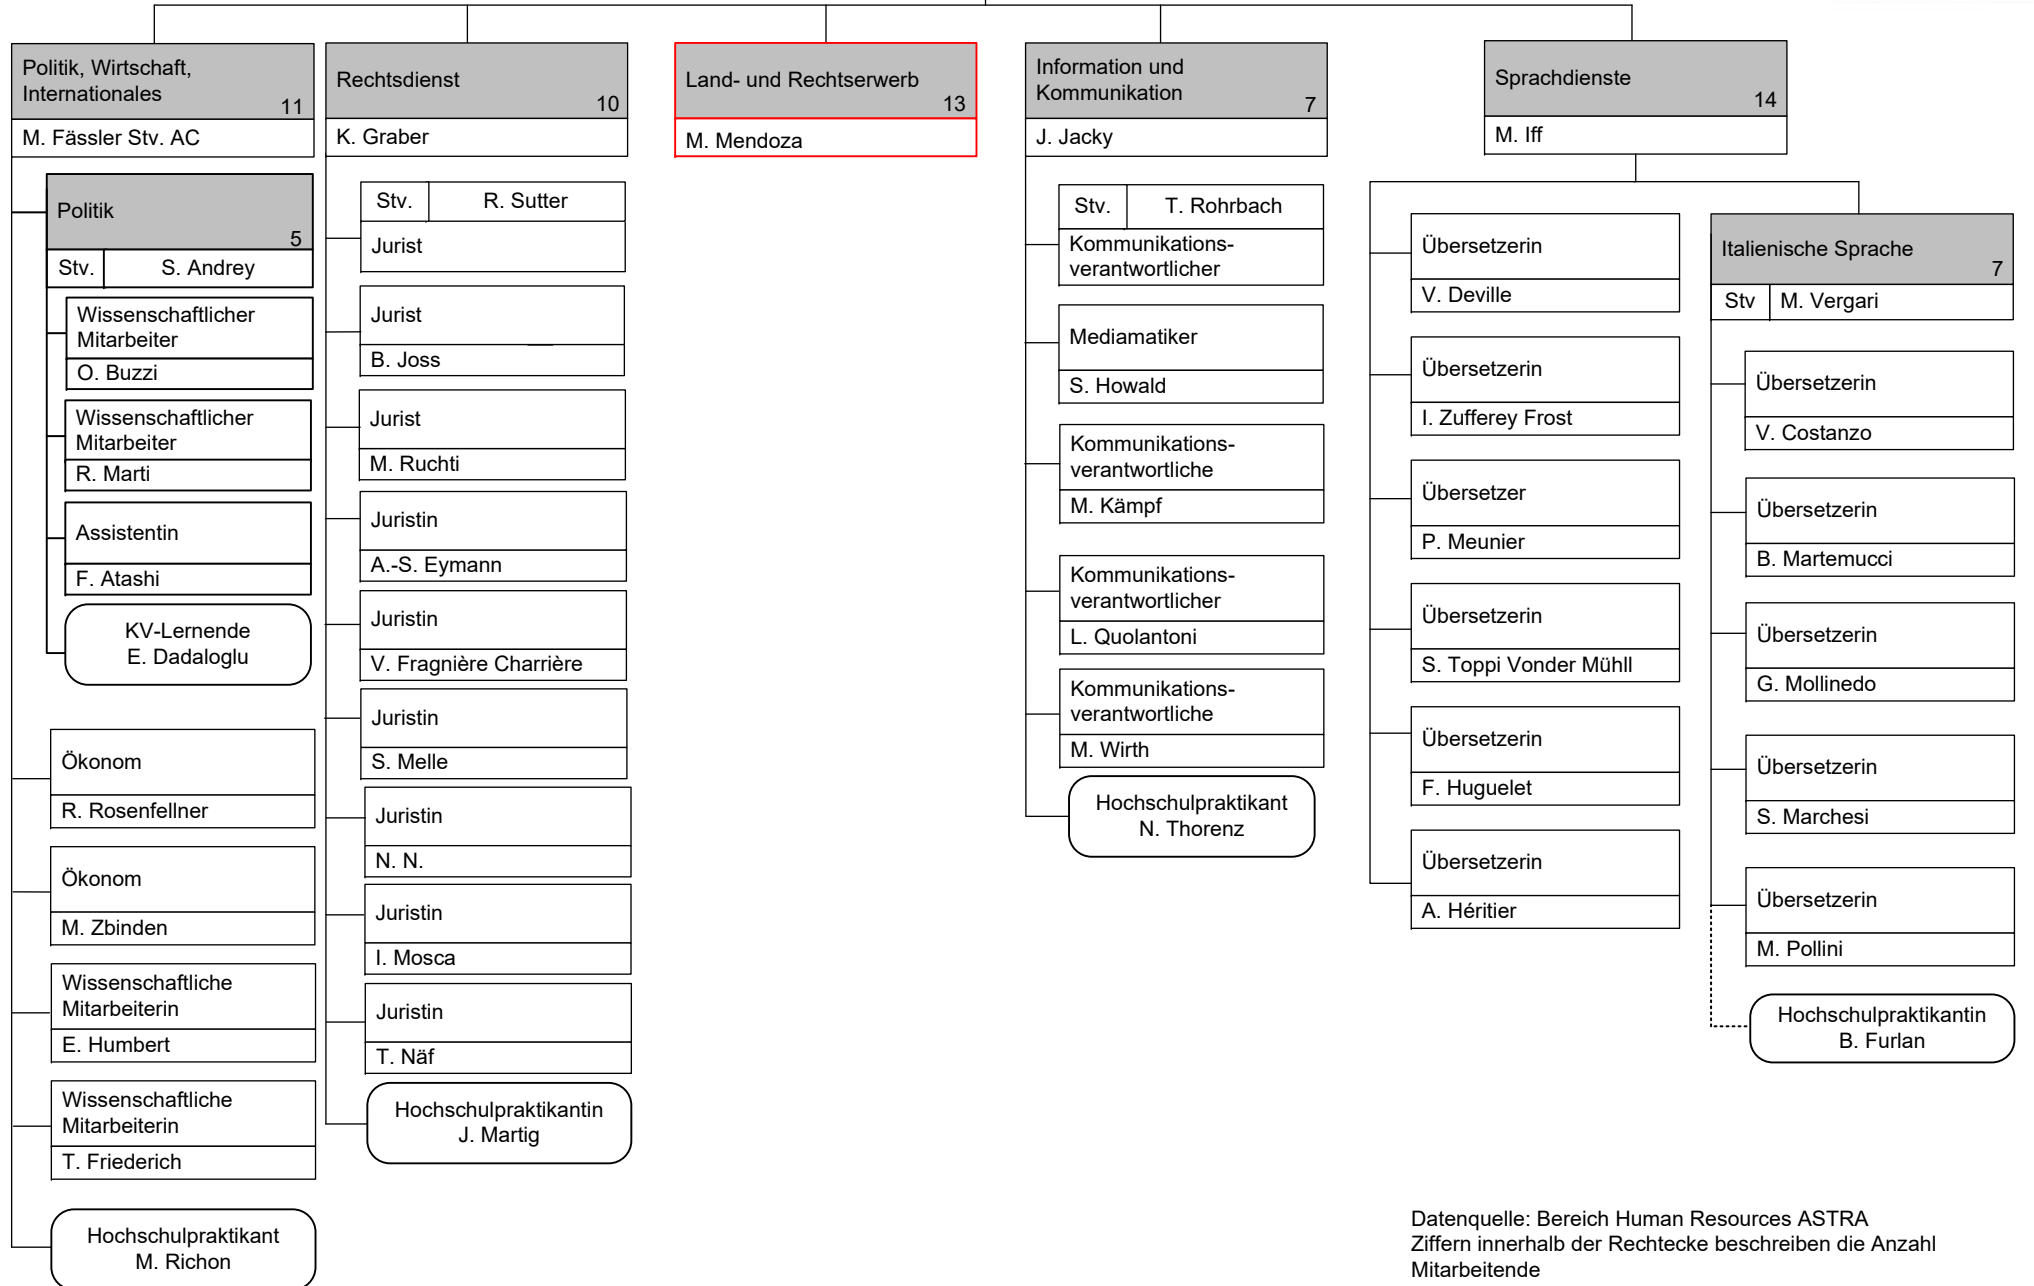 Politik, Wirtschaft,
Internationales
11
M. Fässler Stv. AC
Politik
5
Stv.
S. Andrey
Wissenschaftlicher
Mitarbeiter
O. Buzzi
Wissenschaftlicher
Mitarbeiter
R. Marti
Assistentin
F. Atashi
KV-Lernende
E. Dadaloglu
Ökonom
R. Rosenfellner
Ökonom
M. Zbinden
Wissenschaftliche
Mitarbeiterin
E. Humbert
Wissenschaftliche
Mitarbeiterin
T. Friederich
Hochschulpraktikant
M. Richon
Rechtsdienst
10
K. Graber
Stv.
R. Sutter
Jurist
Jurist
B. Joss
Jurist
M. Ruchti
Juristin
A.-S. Eymann
Juristin
V. Fragnière Charrière
Juristin
S. Melle
Juristin
N. N.
Juristin
I. Mosca
Juristin
T. Näf
Hochschulpraktikantin
J. Martig
Land- und Rechtserwerb
13
M. Mendoza
Information und
Kommunikation
7
J. Jacky
Stv.
T. Rohrbach
Kommunikations-
verantwortlicher
Mediamatiker
S. Howald
Kommunikations-
verantwortliche
M. Kämpf
Kommunikations-
verantwortlicher
L. Quolantoni
Kommunikations-
verantwortliche
M. Wirth
Hochschulpraktikant
N. Thorenz
Sprachdienste
14
M. Iff
Übersetzerin
V. Deville
Übersetzerin
I. Zufferey Frost
Übersetzer
P. Meunier
Übersetzerin
S. Toppi Vonder Mühll
Übersetzerin
F. Huguelet
Übersetzerin
A. Héritier
Italienische Sprache
7
Stv
M. Vergari
Übersetzerin
V. Costanzo
Übersetzerin
B. Martemucci
Übersetzerin
G. Mollinedo
Übersetzerin
S. Marchesi
Übersetzerin
M. Pollini
Hochschulpraktikantin
B. Furlan
Datenquelle: Bereich Human Resources ASTRA
Ziffern innerhalb der Rechtecke beschreiben die Anzahl
Mitarbeitende